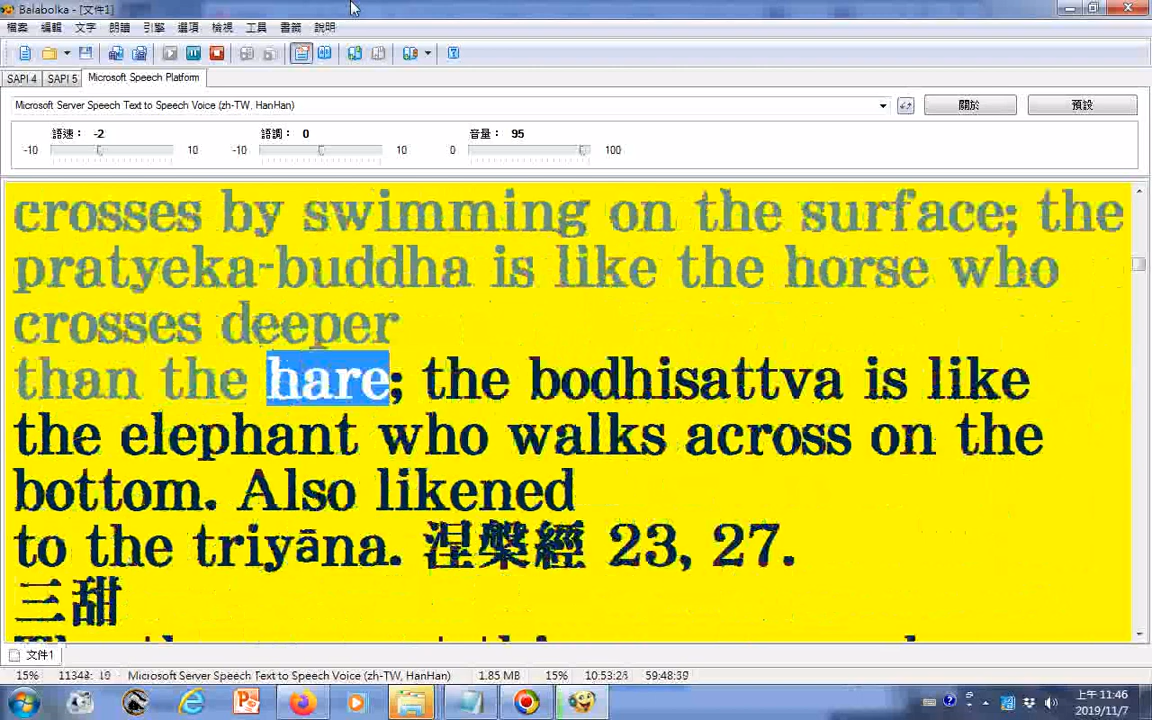 Balabolka - [文件1]
檔案 編輯 文字 朗讀 引擎 選項 檢視 工具 書籤 說明
SAPI 4 SAPI 5 Microsoft Speech Platform
Microsoft Server Speech Text to Speech Voice (zh-TW, HanHan) 關於 預設
語速： -2 語調： 0 音量： 95
-10 10 -10 10 0 100
crosses by swimming on the surface; the
pratyeka-buddha is like the horse who
crosses deeper
than the hare; the bodhisattva is like
the elephant who walks across on the
bottom. Also likened
to the triyāna. 涅槃經 23, 27.
三甜
文件1
15% 11343: 19 Microsoft Server Speech Text to Speech Voice (zh-TW, HanHan) 1.85 MB 15% 10:53:23 59:48:39
上午 11:46
2019/11/7